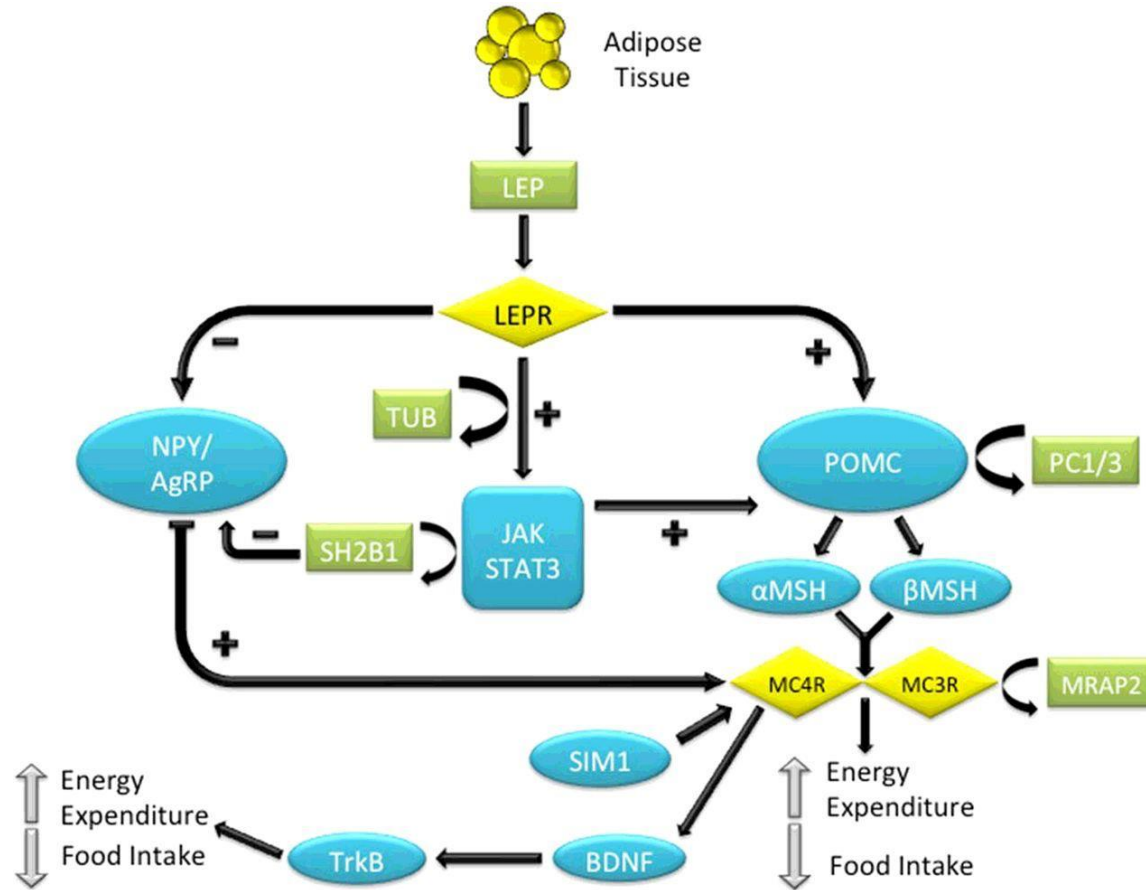 Adipose
Tissue
LEP
LEPR
−
+
TUB
+
NPY/
AgRP
POMC
PC1/3
−
SH2B1
JAK
STAT3
+
αMSH
βMSH
+
MC4R
MC3R
MRAP2
SIM1
Energy
Expenditure
Food Intake
TrkB
BDNF
Energy
Expenditure
Food Intake